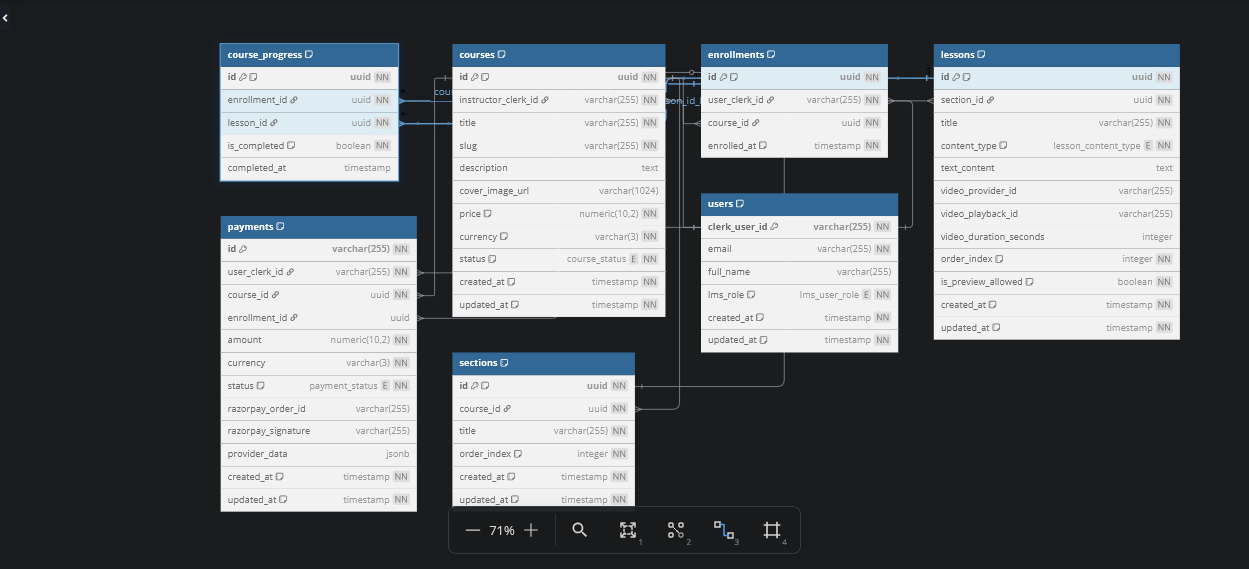 course_progress
id uuid NN
enrollment_id uuid NN
lesson_id uuid NN
is_completed boolean NN
completed_at timestamp
payments
id varchar(255) NN
user_clerk_id varchar(255) NN
course_id uuid NN
enrollment_id uuid
amount numeric(10,2) NN
currency varchar(3) NN
status payment_status E NN
razorpay_order_id varchar(255)
razorpay_signature varchar(255)
provider_data jsonb
created_at timestamp NN
updated_at timestamp NN
cou
courses
id uuid NN
instructor_clerk_id varchar(255) NN
title varchar(255) NN
slug varchar(255) NN
description text
cover_image_url varchar(1024)
price numeric(10,2) NN
currency varchar(3) NN
status course_status E NN
created_at timestamp NN
updated_at timestamp NN
sections
id uuid NN
course_id uuid NN
title varchar(255) NN
order_index integer NN
created_at timestamp NN
updated_at timestamp NN
enrollments
id uuid NN
user_clerk_id varchar(255) NN
course_id uuid NN
enrolled_at timestamp NN
users
clerk_user_id varchar(255) NN
email varchar(255) NN
full_name varchar(255)
lms_role lms_user_role E NN
created_at timestamp NN
updated_at timestamp NN
lessons
id uuid NN
section_id uuid NN
title varchar(255) NN
content_type lesson_content_type E NN
text_content text
video_provider_id varchar(255)
video_playback_id varchar(255)
video_duration_seconds integer
order_index integer NN
is_preview_allowed boolean NN
created_at timestamp NN
updated_at timestamp NN
71% 1 2 3 4